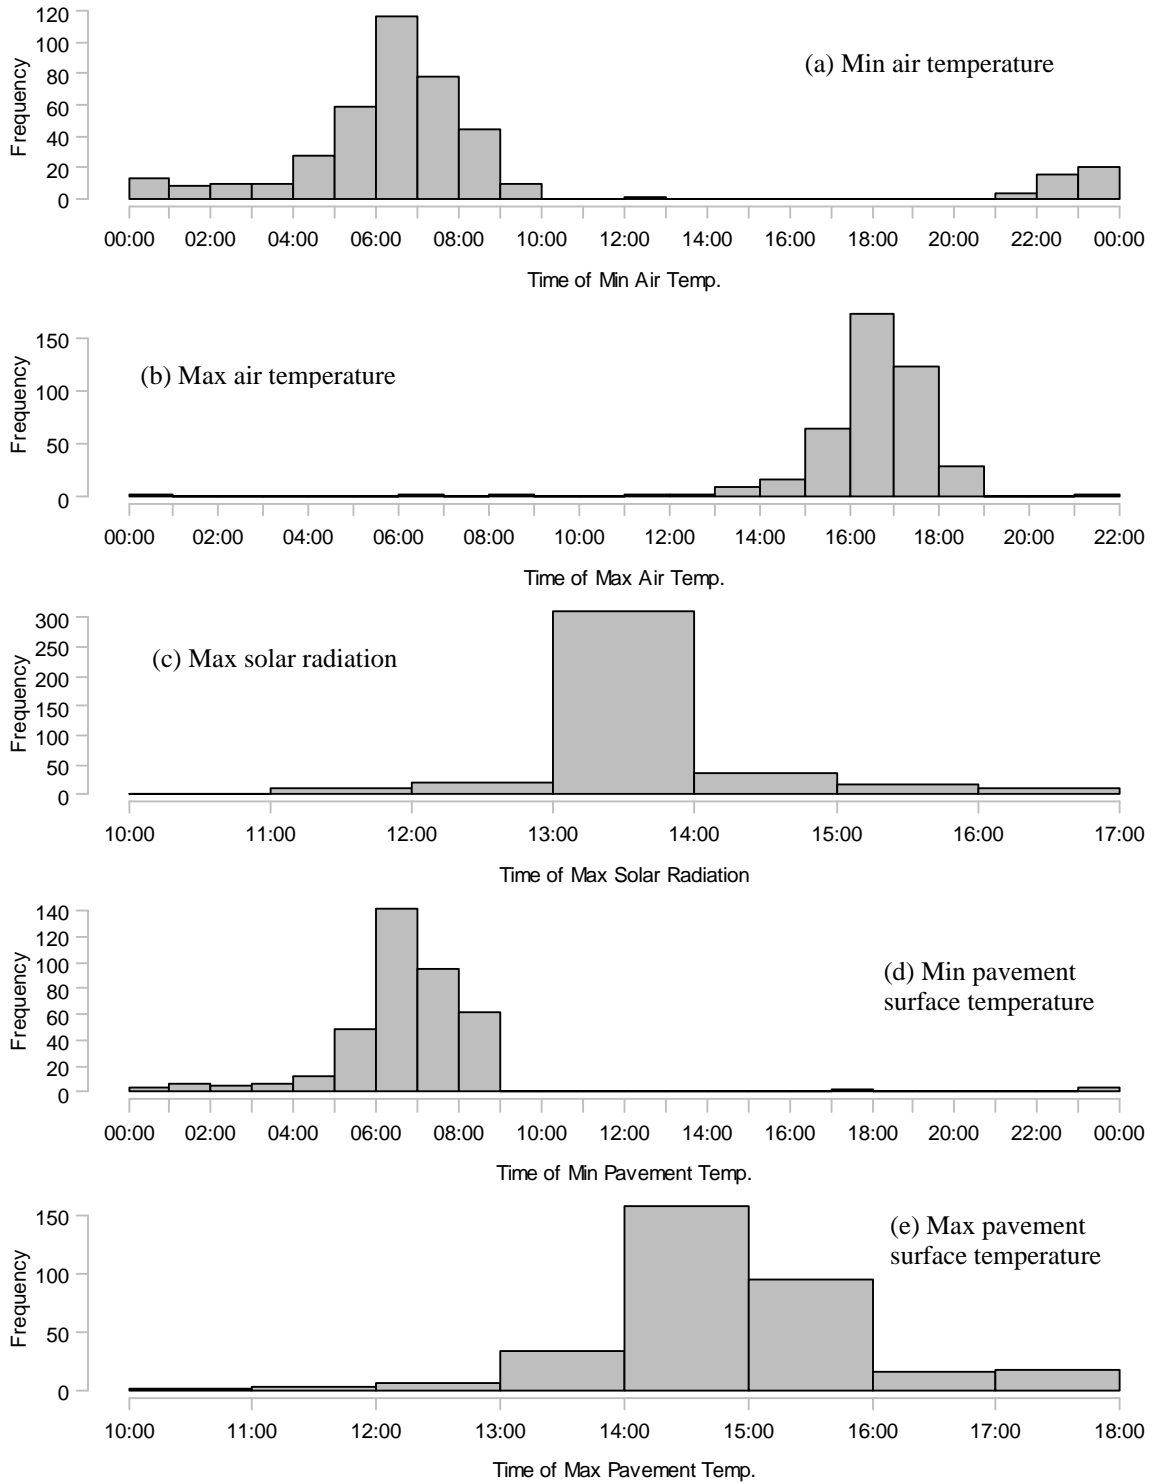 120
100
80
60
40
20
0
Frequency
(a) Min air temperature
00:00 02:00 04:00 06:00 08:00 10:00 12:00 14:00 16:00 18:00 20:00 22:00 00:00
Time of Min Air Temp.
150
100
50
0
Frequency
(b) Max air temperature
00:00 02:00 04:00 06:00 08:00 10:00 12:00 14:00 16:00 18:00 20:00 22:00
Time of Max Air Temp.
300
250
200
150
100
50
0
Frequency
(c) Max solar radiation
10:00 11:00 12:00 13:00 14:00 15:00 16:00 17:00
Time of Max Solar Radiation
140
120
100
80
60
40
20
0
Frequency
(d) Min pavement
surface temperature
00:00 02:00 04:00 06:00 08:00 10:00 12:00 14:00 16:00 18:00 20:00 22:00 00:00
Time of Min Pavement Temp.
150
100
50
0
Frequency
(e) Max pavement
surface temperature
10:00 11:00 12:00 13:00 14:00 15:00 16:00 17:00 18:00
Time of Max Pavement Temp.